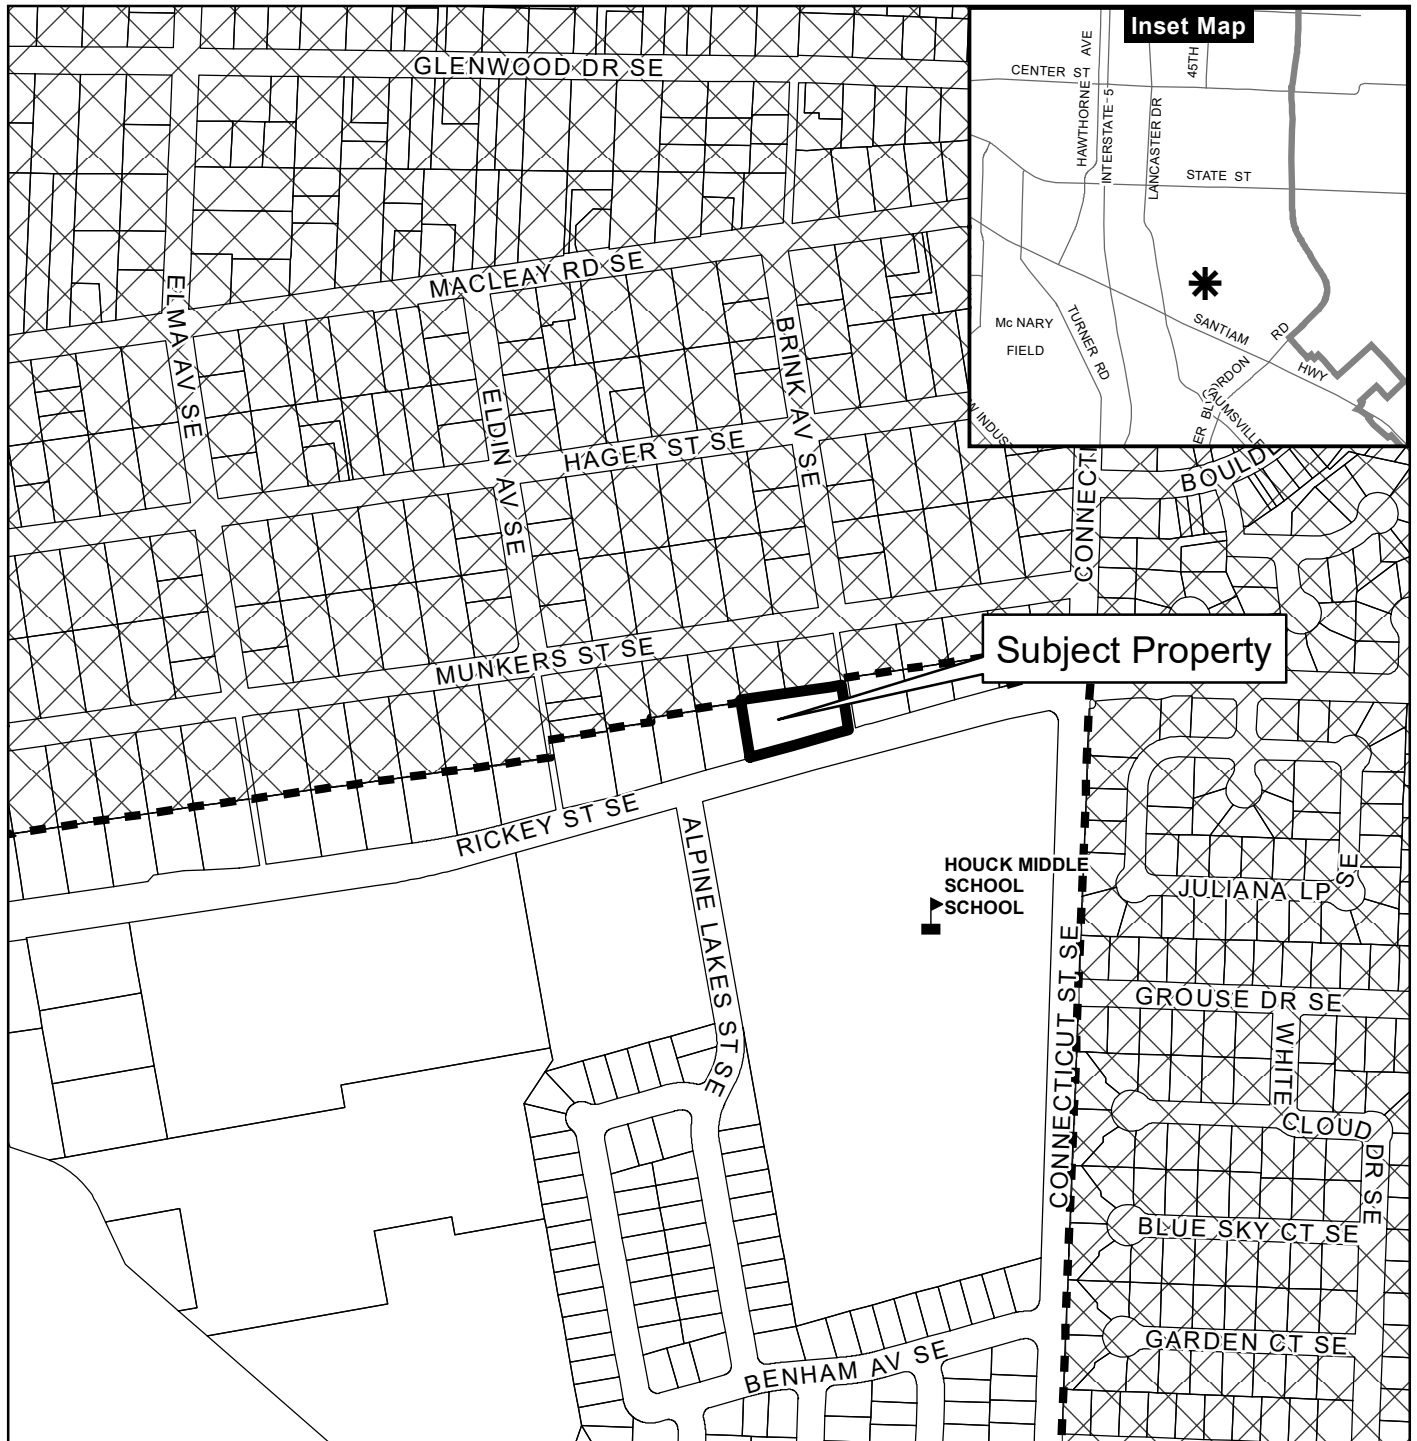 GLENWOOD DR SE
Inset Map
CENTER ST
HAWTHORNE AVE
INTERSTATE-5
LANCASTER DR
45TH
STATE ST
Mc NARY
FIELD
TURNER RD
SANTIAM
HWY
RD
MACLEAY RD SE
ELMA AV SE
BRINK AV SE
ELDIN AV SE
HAGER ST SE
CONNECT
BOULD
MUNKERS ST SE
Subject Property
RICKEY ST SE
ALPINE LAKES ST SE
HOUCK MIDDLE
SCHOOL
SCHOOL
JULIANA LP SE
CONNECTICUT ST SE
GROUSE DR SE
WHITE
CLOUD
DR SE
BLUE SKY CT SE
GARDEN CT SE
BENHAM AV SE